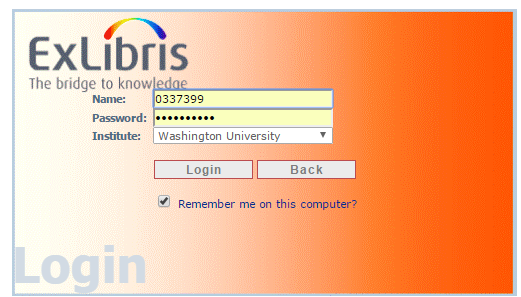 ExLibris
The bridge to knowledge
Name: 0337399
Password: ••••••••••
Institute: Washington University
Login Back
Remember me on this computer?
Login